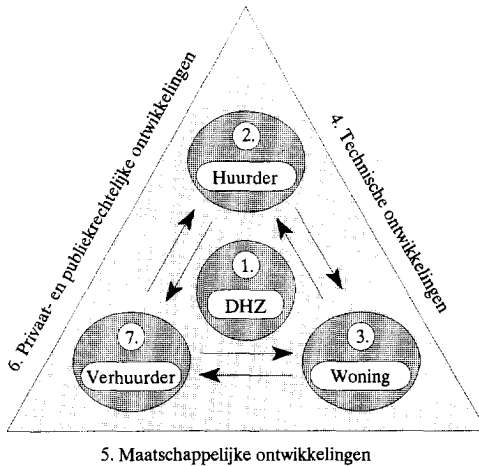 6. Privaat- en publiekrechtelijke ontwikkelingen
4. Technische ontwikkelingen
2.
Huurder
1.
DHZ
7.
Verhuurder
3.
Woning
5. Maatschappelijke ontwikkelingen